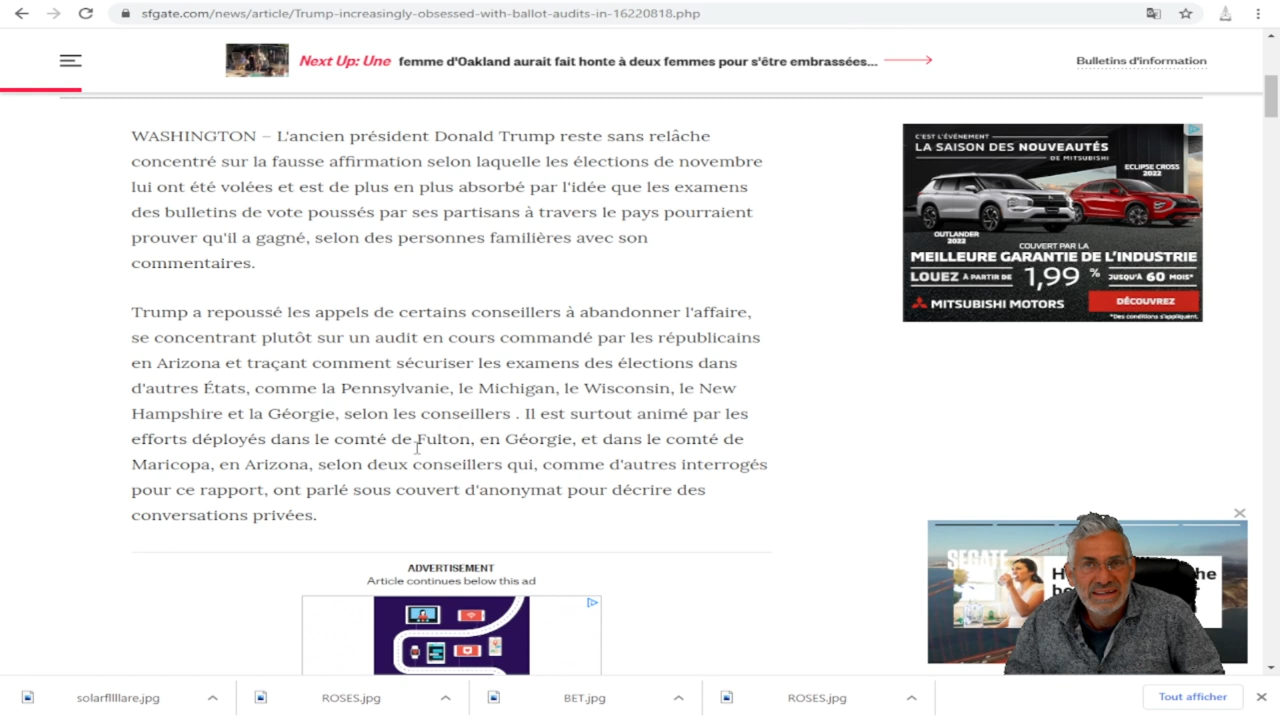 sfgate.com/news/article/Trump-increasingly-obsessed-with-ballot-audits-in-16220818.php
Next Up: Une femme d'Oakland aurait fait honte à deux femmes pour s'être embrassées...
Bulletins d'information
WASHINGTON – L'ancien président Donald Trump reste sans relâche
concentré sur la fausse affirmation selon laquelle les élections de novembre
lui ont été volées et est de plus en plus absorbé par l'idée que les examens
des bulletins de vote poussés par ses partisans à travers le pays pourraient
prouver qu'il a gagné, selon des personnes familières avec son
commentaires.
Trump a repoussé les appels de certains conseillers à abandonner l'affaire,
se concentrant plutôt sur un audit en cours commandé par les républicains
en Arizona et traçant comment sécuriser les examens des élections dans
d'autres États, comme la Pennsylvanie, le Michigan, le Wisconsin, le New
Hampshire et la Géorgie, selon les conseillers . Il est surtout animé par les
efforts déployés dans le comté de Fulton, en Géorgie, et dans le comté de
Maricopa, en Arizona, selon deux conseillers qui, comme d'autres interrogés
pour ce rapport, ont parlé sous couvert d'anonymat pour décrire des
conversations privées.
C'EST L'ÉVÉNEMENT
LA SAISON DES NOUVEAUTÉS
DE MITSUBISHI
ECLIPSE CROSS
2022
OUTLANDER
2022
COUVERT PAR LA
MEILLEURE GARANTIE DE L'INDUSTRIE
LOUEZ À PARTIR DE 1,99 % JUSQU'À 60 MOIS*
MITSUBISHI MOTORS
DÉCOUVREZ
*Des conditions s'appliquent.
ADVERTISEMENT
Article continues below this ad
SFGATE
he
solarfllllare.jpg
ROSES.jpg
BET.jpg
ROSES.jpg
Tout afficher